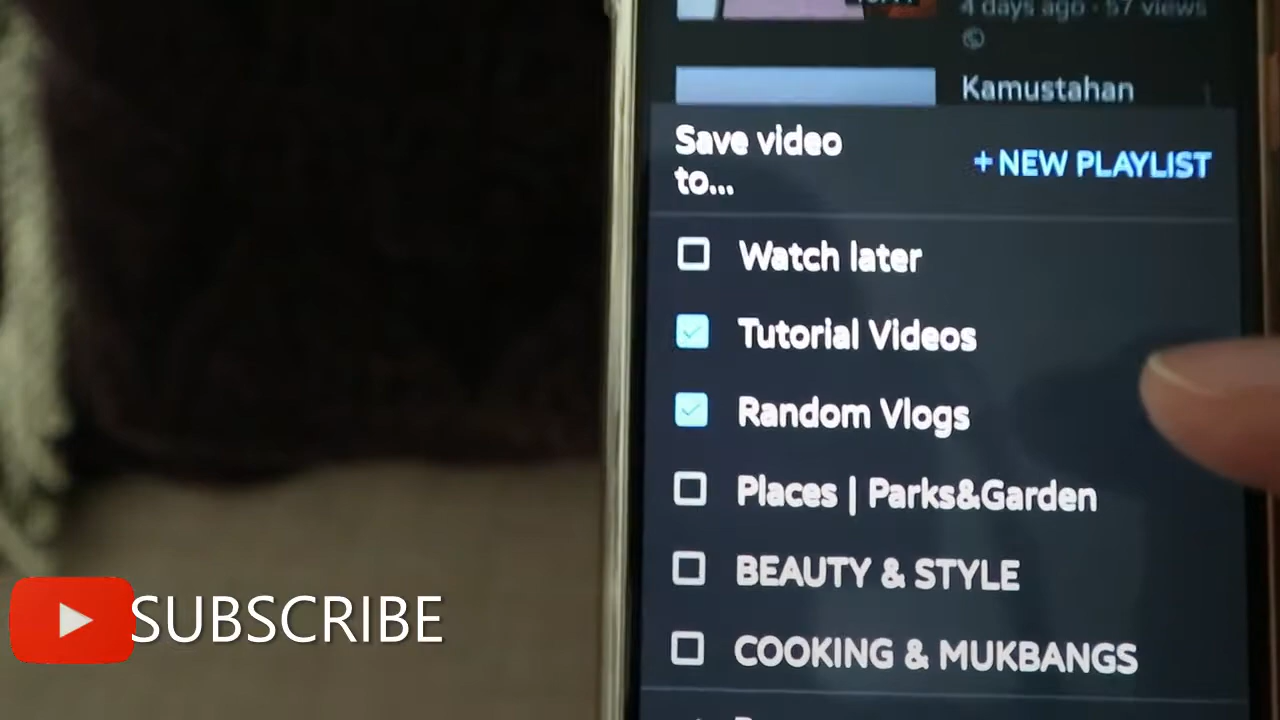 4 days ago · 57 views
Kamustahan
Save video
to...
+ NEW PLAYLIST
Watch later
Tutorial Videos
Random Vlogs
Places | Parks&Garden
BEAUTY & STYLE
COOKING & MUKBANGS
SUBSCRIBE